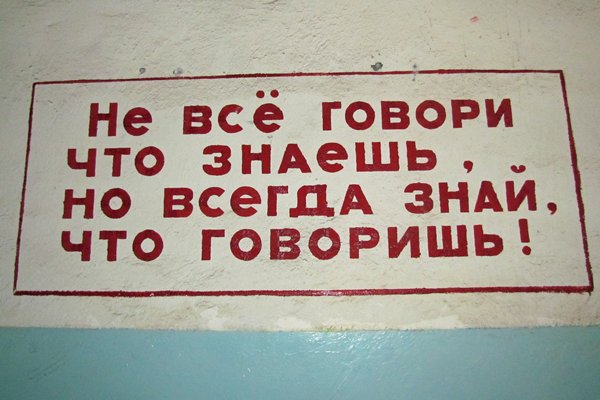 Не всё говори
что знаешь,
но всегда знай,
что говоришь!